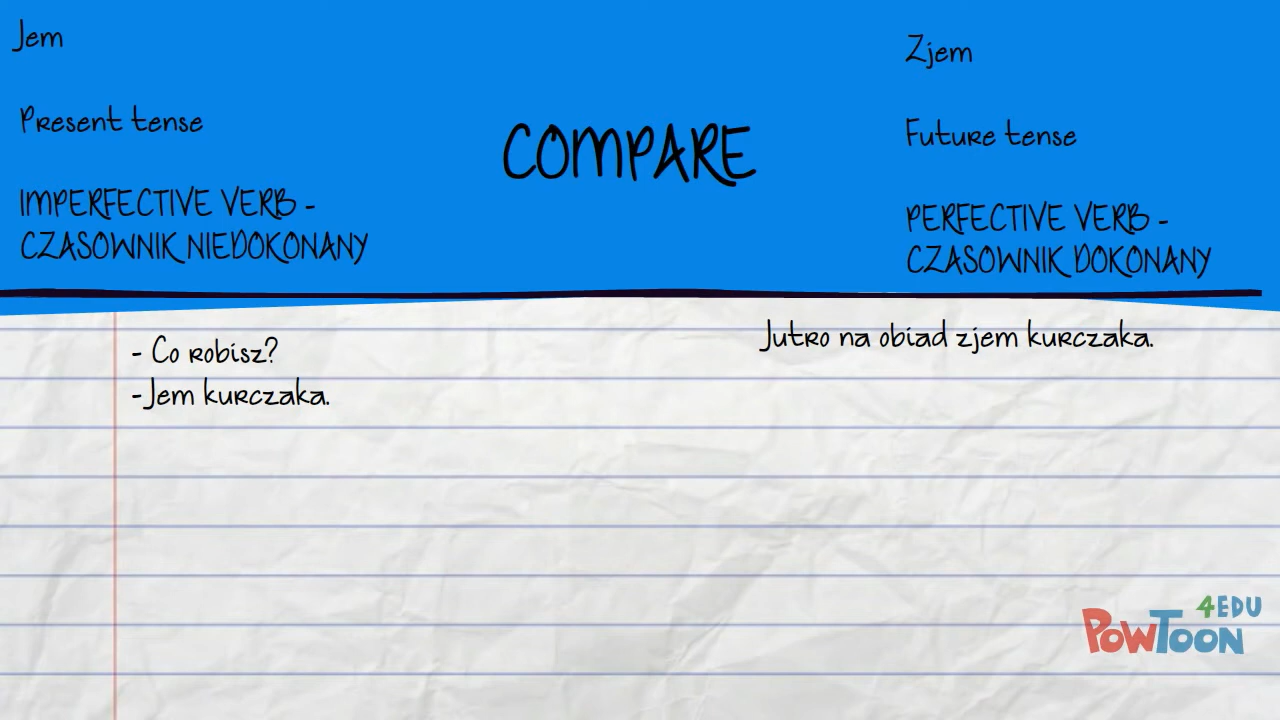 Jem
Present tense
IMPERFECTIVE VERB -
CZASOWNIK NIEDOKONANY
COMPARE
Zjem
Future tense
PERFECTIVE VERB -
CZASOWNIK DOKONANY
- Co robisz?
- Jem kurczaka.
Jutro na obiad zjem kurczaka.
4EDU
POWTOON